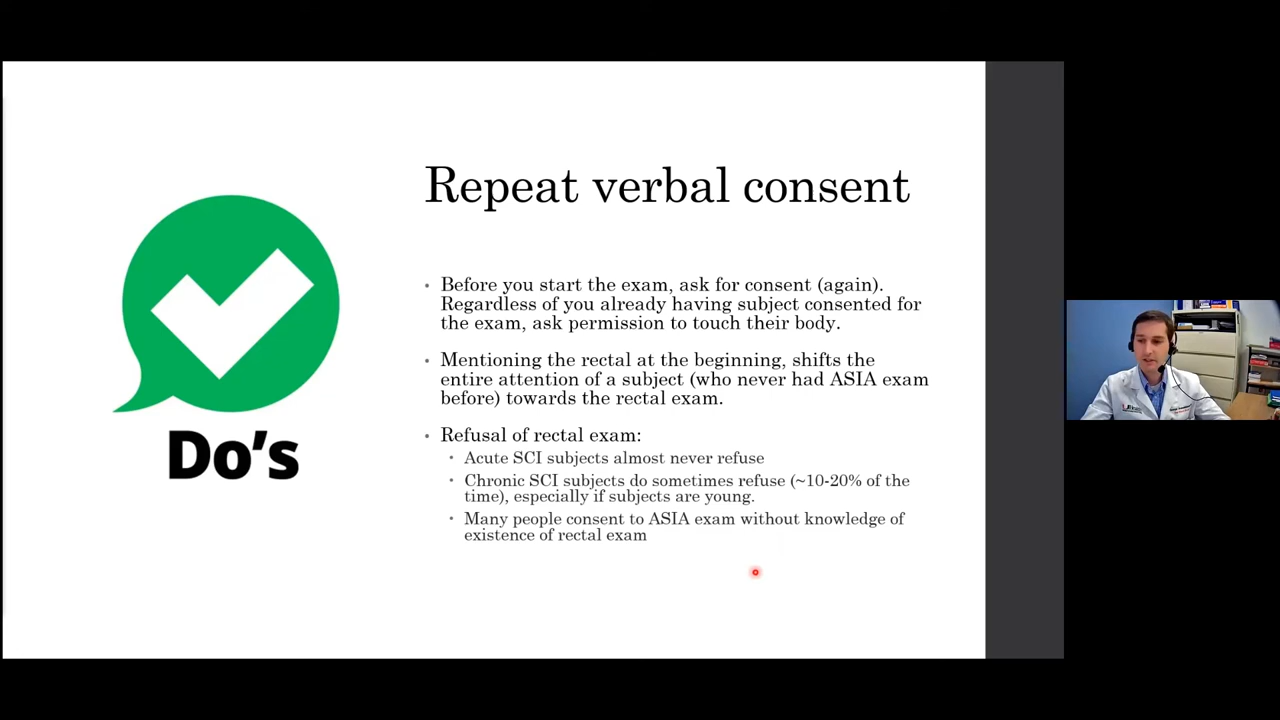 Repeat verbal consent
• Before you start the exam, ask for consent (again).
Regardless of you already having subject consented for
the exam, ask permission to touch their body.
• Mentioning the rectal at the beginning, shifts the
entire attention of a subject (who never had ASIA exam
before) towards the rectal exam.
• Refusal of rectal exam:
• Acute SCI subjects almost never refuse
• Chronic SCI subjects do sometimes refuse (~10-20% of the
time), especially if subjects are young.
• Many people consent to ASIA exam without knowledge of
existence of rectal exam
Do's